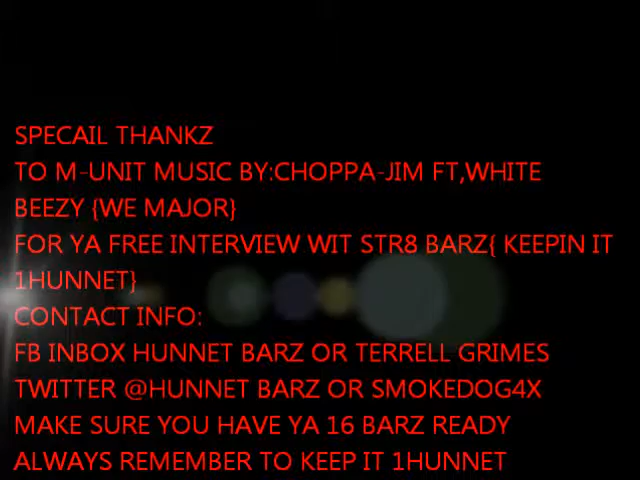 SPECAIL THANKZ
TO M-UNIT MUSIC BY:CHOPPA-JIM FT,WHITE
BEEZY {WE MAJOR}
FOR YA FREE INTERVIEW WIT STR8 BARZ{ KEEPIN IT
1HUNNET}
CONTACT INFO:
FB INBOX HUNNET BARZ OR TERRELL GRIMES
TWITTER @HUNNET BARZ OR SMOKEDOG4X
MAKE SURE YOU HAVE YA 16 BARZ READY
ALWAYS REMEMBER TO KEEP IT 1HUNNET